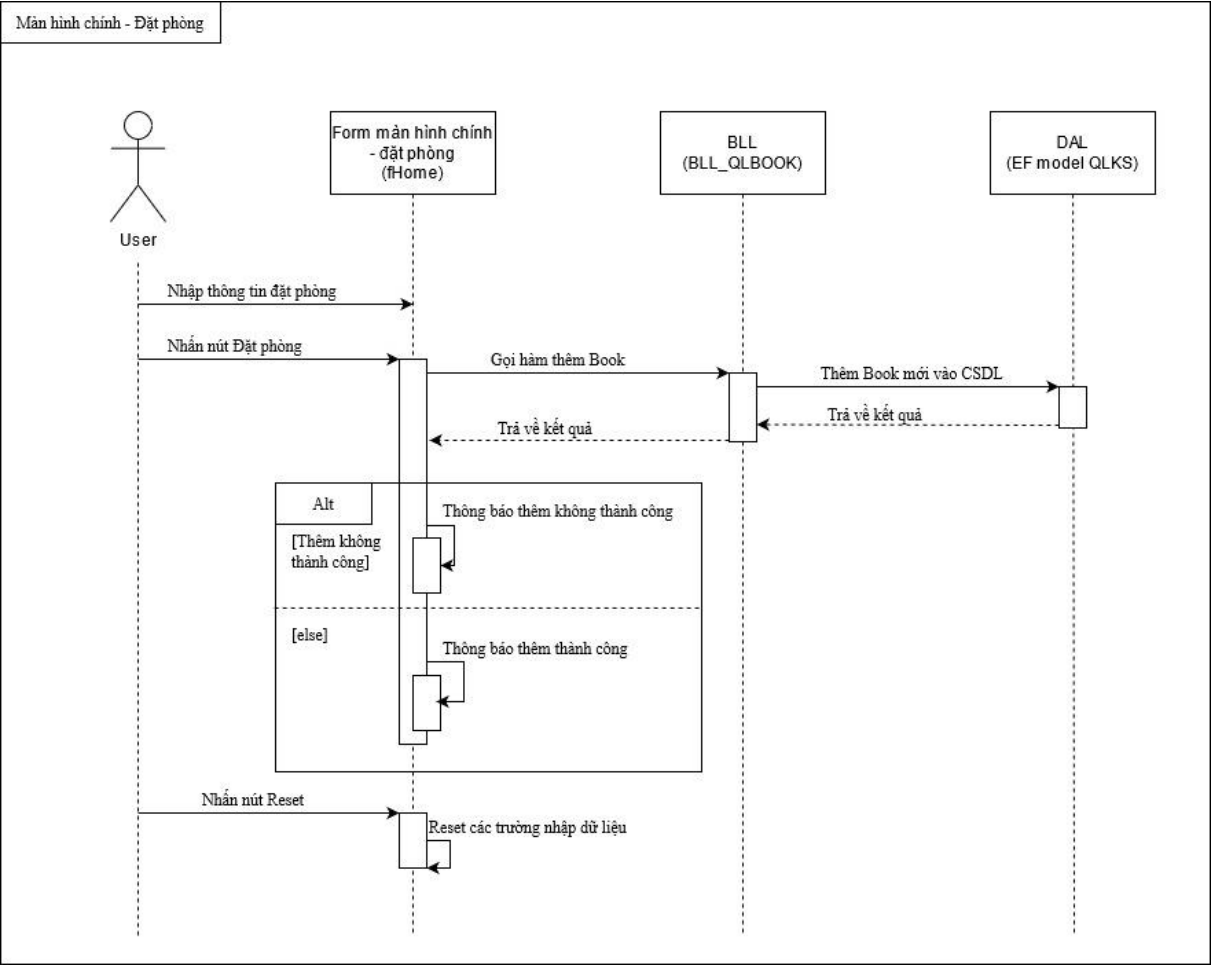 Màn hình chính - Đặt phòng
Form màn hình chính
- đặt phòng
(fHome)
BLL
(BLL_QLBOOK)
DAL
(EF model QLKS)
User
Nhập thông tin đặt phòng
Nhấn nút Đặt phòng
Gọi hàm thêm Book
Thêm Book mới vào CSDL
Trả về kết quả
Trả về kết quả
Alt
Thông báo thêm không thành công
[Thêm không
thành công]
[else]
Thông báo thêm thành công
Nhấn nút Reset
Reset các trường nhập dữ liệu